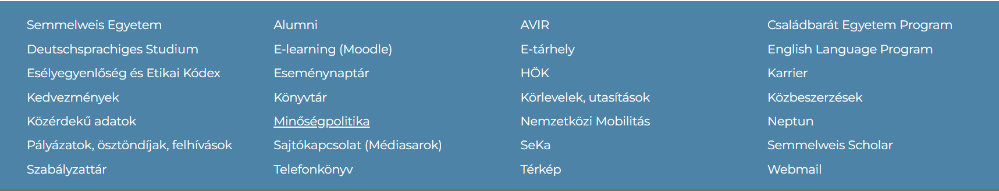 Semmelweis Egyetem
Deutschsprachiges Studium
Esélyegyenlőség és Etikai Kódex
Kedvezmények
Közérdekű adatok
Pályázatok, ösztöndíjak, felhívások
Szabályzattár
Alumni
E-learning (Moodle)
Eseménynaptár
Könyvtár
Minőségpolitika
Sajtókapcsolat (Médiasarok)
Telefonkönyv
AVIR
E-tárhely
HÖK
Körlevelek, utasítások
Nemzetközi Mobilitás
SeKa
Térkép
Családbarát Egyetem Program
English Language Program
Karrier
Közbeszerzések
Neptun
Semmelweis Scholar
Webmail